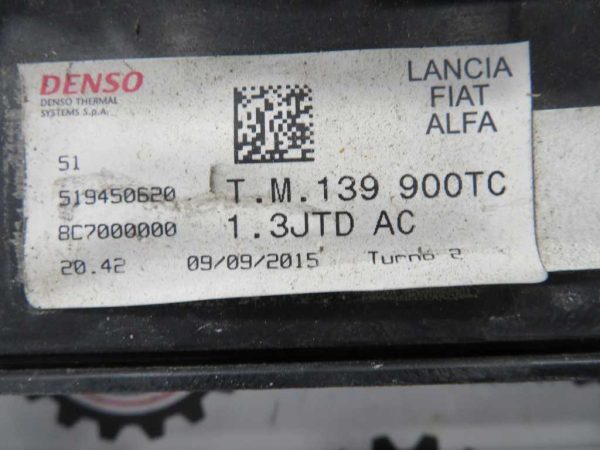 DENSO
DENSO THERMAL
SYSTEMS S.p.A.
LANCIA
FIAT
ALFA
51
519450620 T.M.139 900TC
8C7000000 1.3JTD AC
20.42 09/09/2015 Turno 2